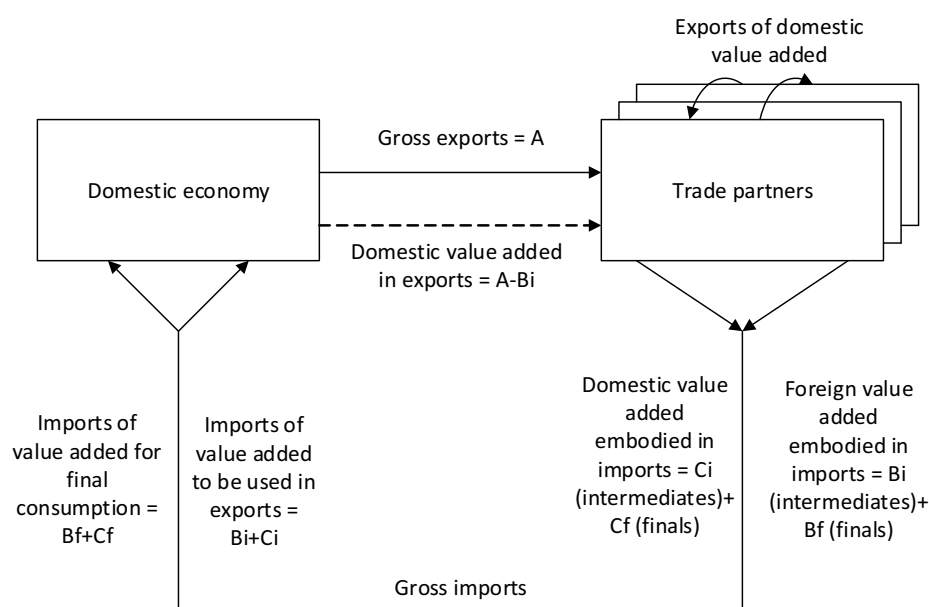 Exports of domestic
value added
Gross exports = A
Domestic economy
Trade partners
Domestic value added
in exports = A-Bi
Imports of
value added for
final
consumption =
Bf+Cf
Imports of
value added
to be used in
exports =
Bi+Ci
Domestic value
added
embodied in
imports = Ci
(intermediates)+
Cf (finals)
Foreign value
added
embodied in
imports = Bi
(intermediates)+
Bf (finals)
Gross imports